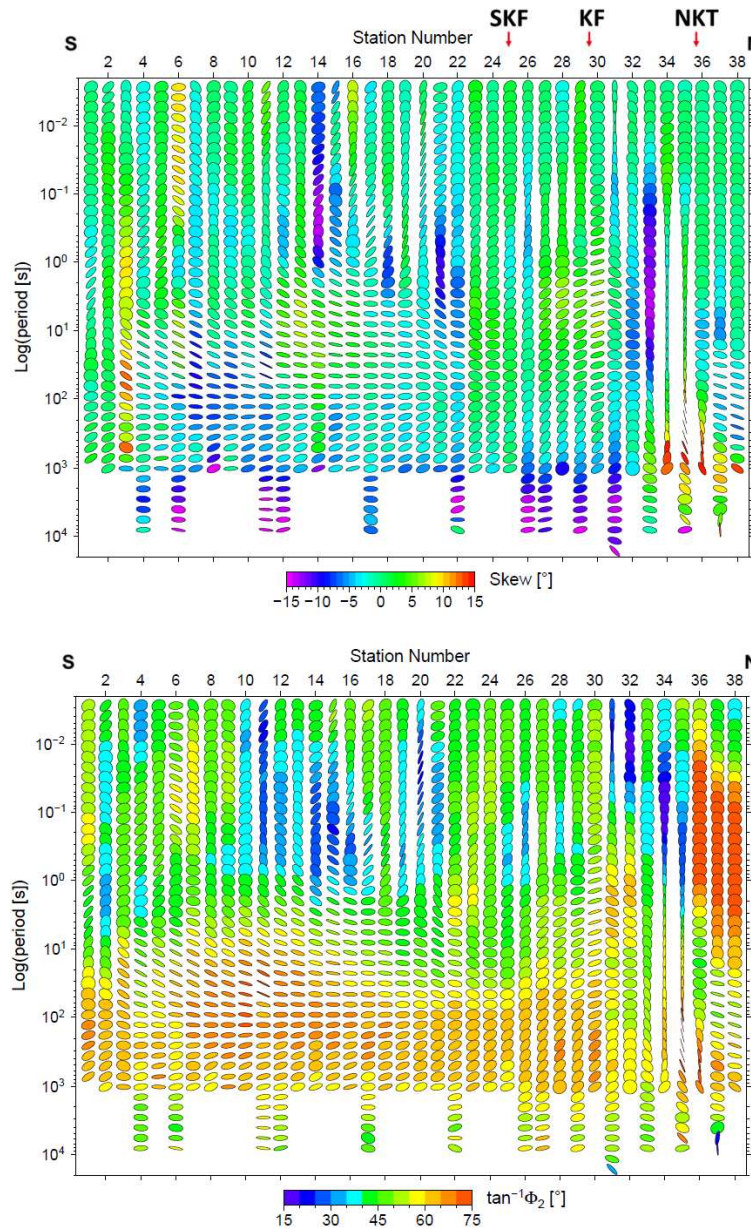 SKF KF NKT
S Station Number
2 4 6 8 10 12 14 16 18 20 22 24 26 28 30 32 34 36 38
Log(period [s])
10⁻²
10⁻¹
10⁰
10¹
10²
10³
10⁴
−15 −10 −5 0 5 10 15 Skew [°]
S Station Number N
2 4 6 8 10 12 14 16 18 20 22 24 26 28 30 32 34 36 38
Log(period [s])
10⁻²
10⁻¹
10⁰
10¹
10²
10³
10⁴
15 30 45 60 75 tan⁻¹Φ₂ [°]